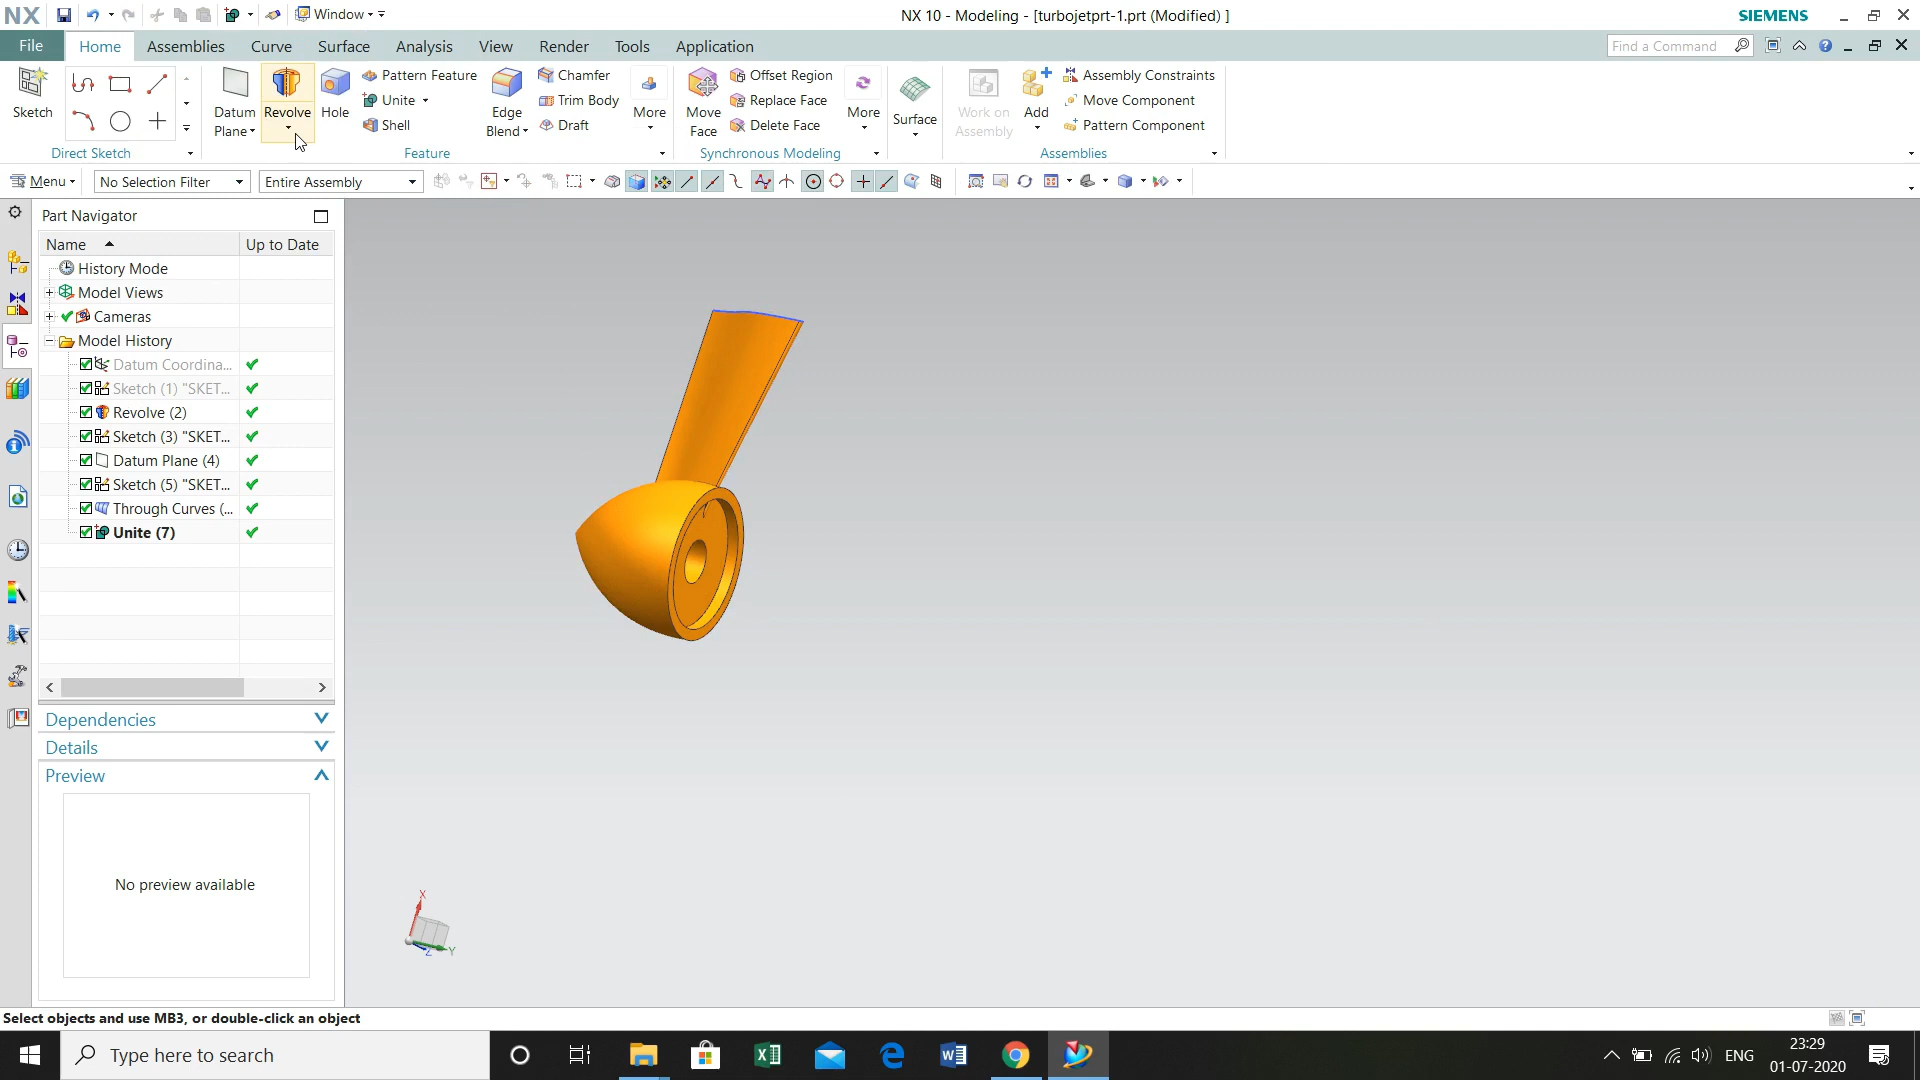 NX
Window
NX 10 - Modeling - [turbojetprt-1.prt (Modified) ]
SIEMENS
File
Home
Assemblies
Curve
Surface
Analysis
View
Render
Tools
Application
Find a Command
Sketch
Direct Sketch
Datum
Plane
Revolve
Hole
Pattern Feature
Unite
Shell
Edge
Blend
Chamfer
Trim Body
Draft
More
Feature
Move
Face
Offset Region
Replace Face
Delete Face
More
Synchronous Modeling
Surface
Work on
Assembly
Add
Assembly Constraints
Move Component
Pattern Component
Assemblies
Menu
No Selection Filter
Entire Assembly
Part Navigator
Name
Up to Date
History Mode
Model Views
Cameras
Model History
Datum Coordina...
Sketch (1) "SKET...
Revolve (2)
Sketch (3) "SKET...
Datum Plane (4)
Sketch (5) "SKET...
Through Curves (...
Unite (7)
Dependencies
Details
Preview
No preview available
X
Y
Z
Select objects and use MB3, or double-click an object
Type here to search
ENG
23:29
01-07-2020